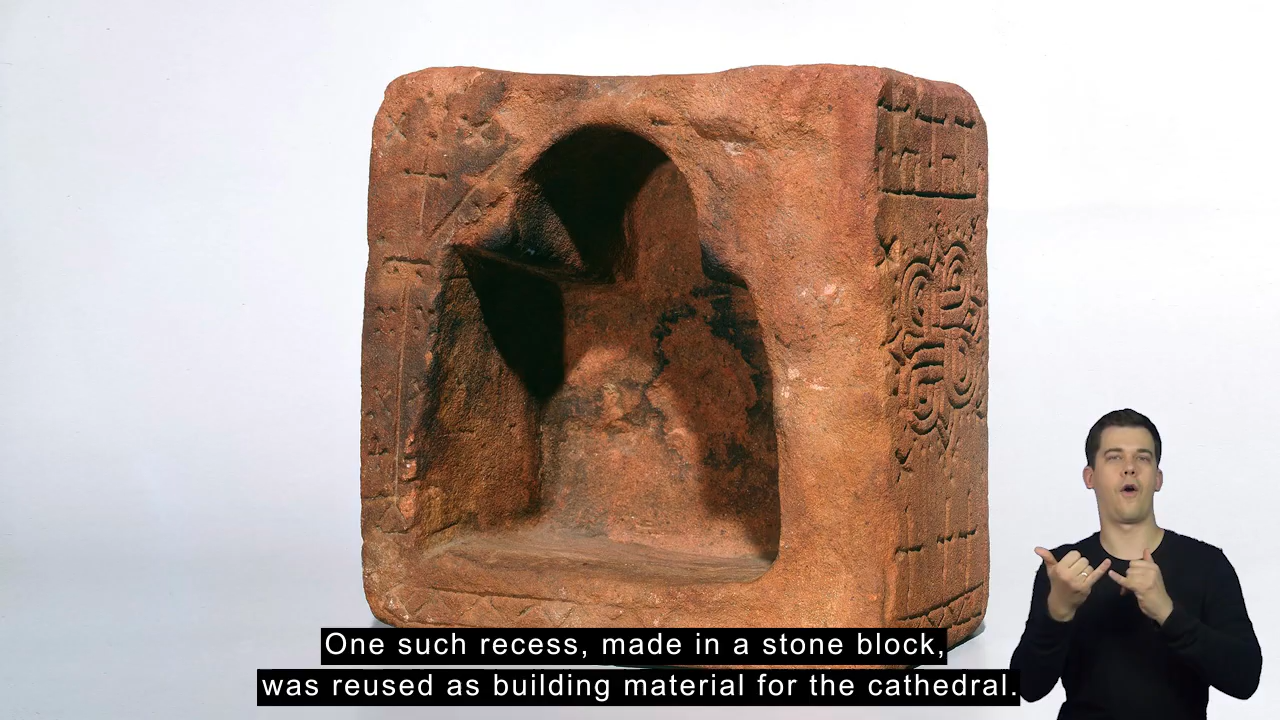 One such recess, made in a stone block,
was reused as building material for the cathedral.